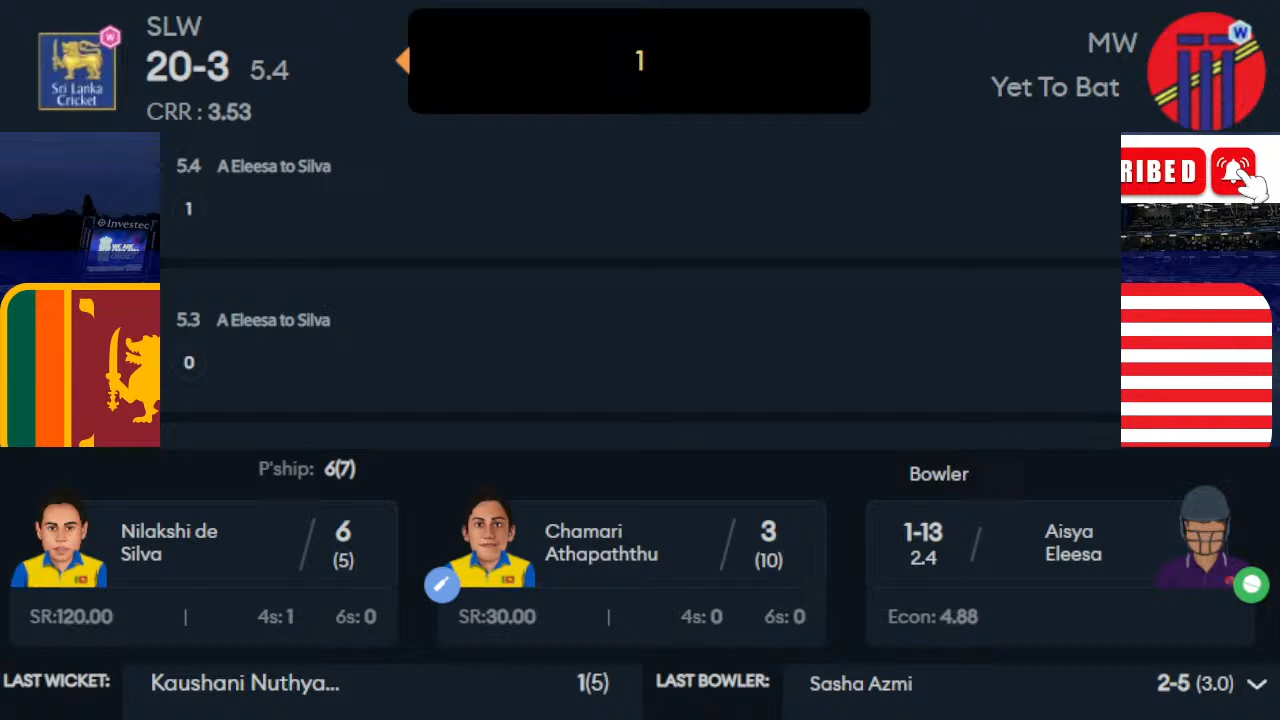 SLW
20-3 5.4
CRR : 3.53
Sri Lanka
Cricket
W
1
MW
Yet To Bat
W
5.4 A Eleesa to Silva
1
RIBED
Investec
WE ARE
5.3 A Eleesa to Silva
0
P'ship: 6(7)
Bowler
Nilakshi de
Silva
6
(5)
SR:120.00 | 4s: 1 6s: 0
Chamari
Athapaththu
3
(10)
SR:30.00 | 4s: 0 6s: 0
1-13
2.4
Aisya
Eleesa
Econ: 4.88
LAST WICKET: Kaushani Nuthya... 1(5)
LAST BOWLER: Sasha Azmi 2-5 (3.0)